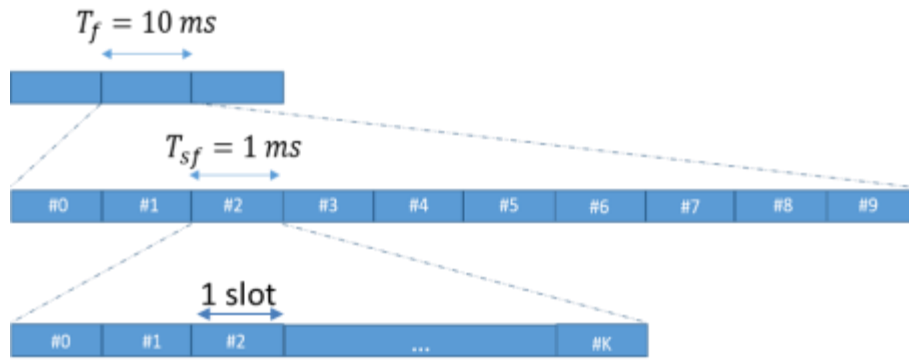 T_f = 10 ms
T_sf = 1 ms
#0 #1 #2 #3 #4 #5 #6 #7 #8 #9
1 slot
#0 #1 #2 ... #K